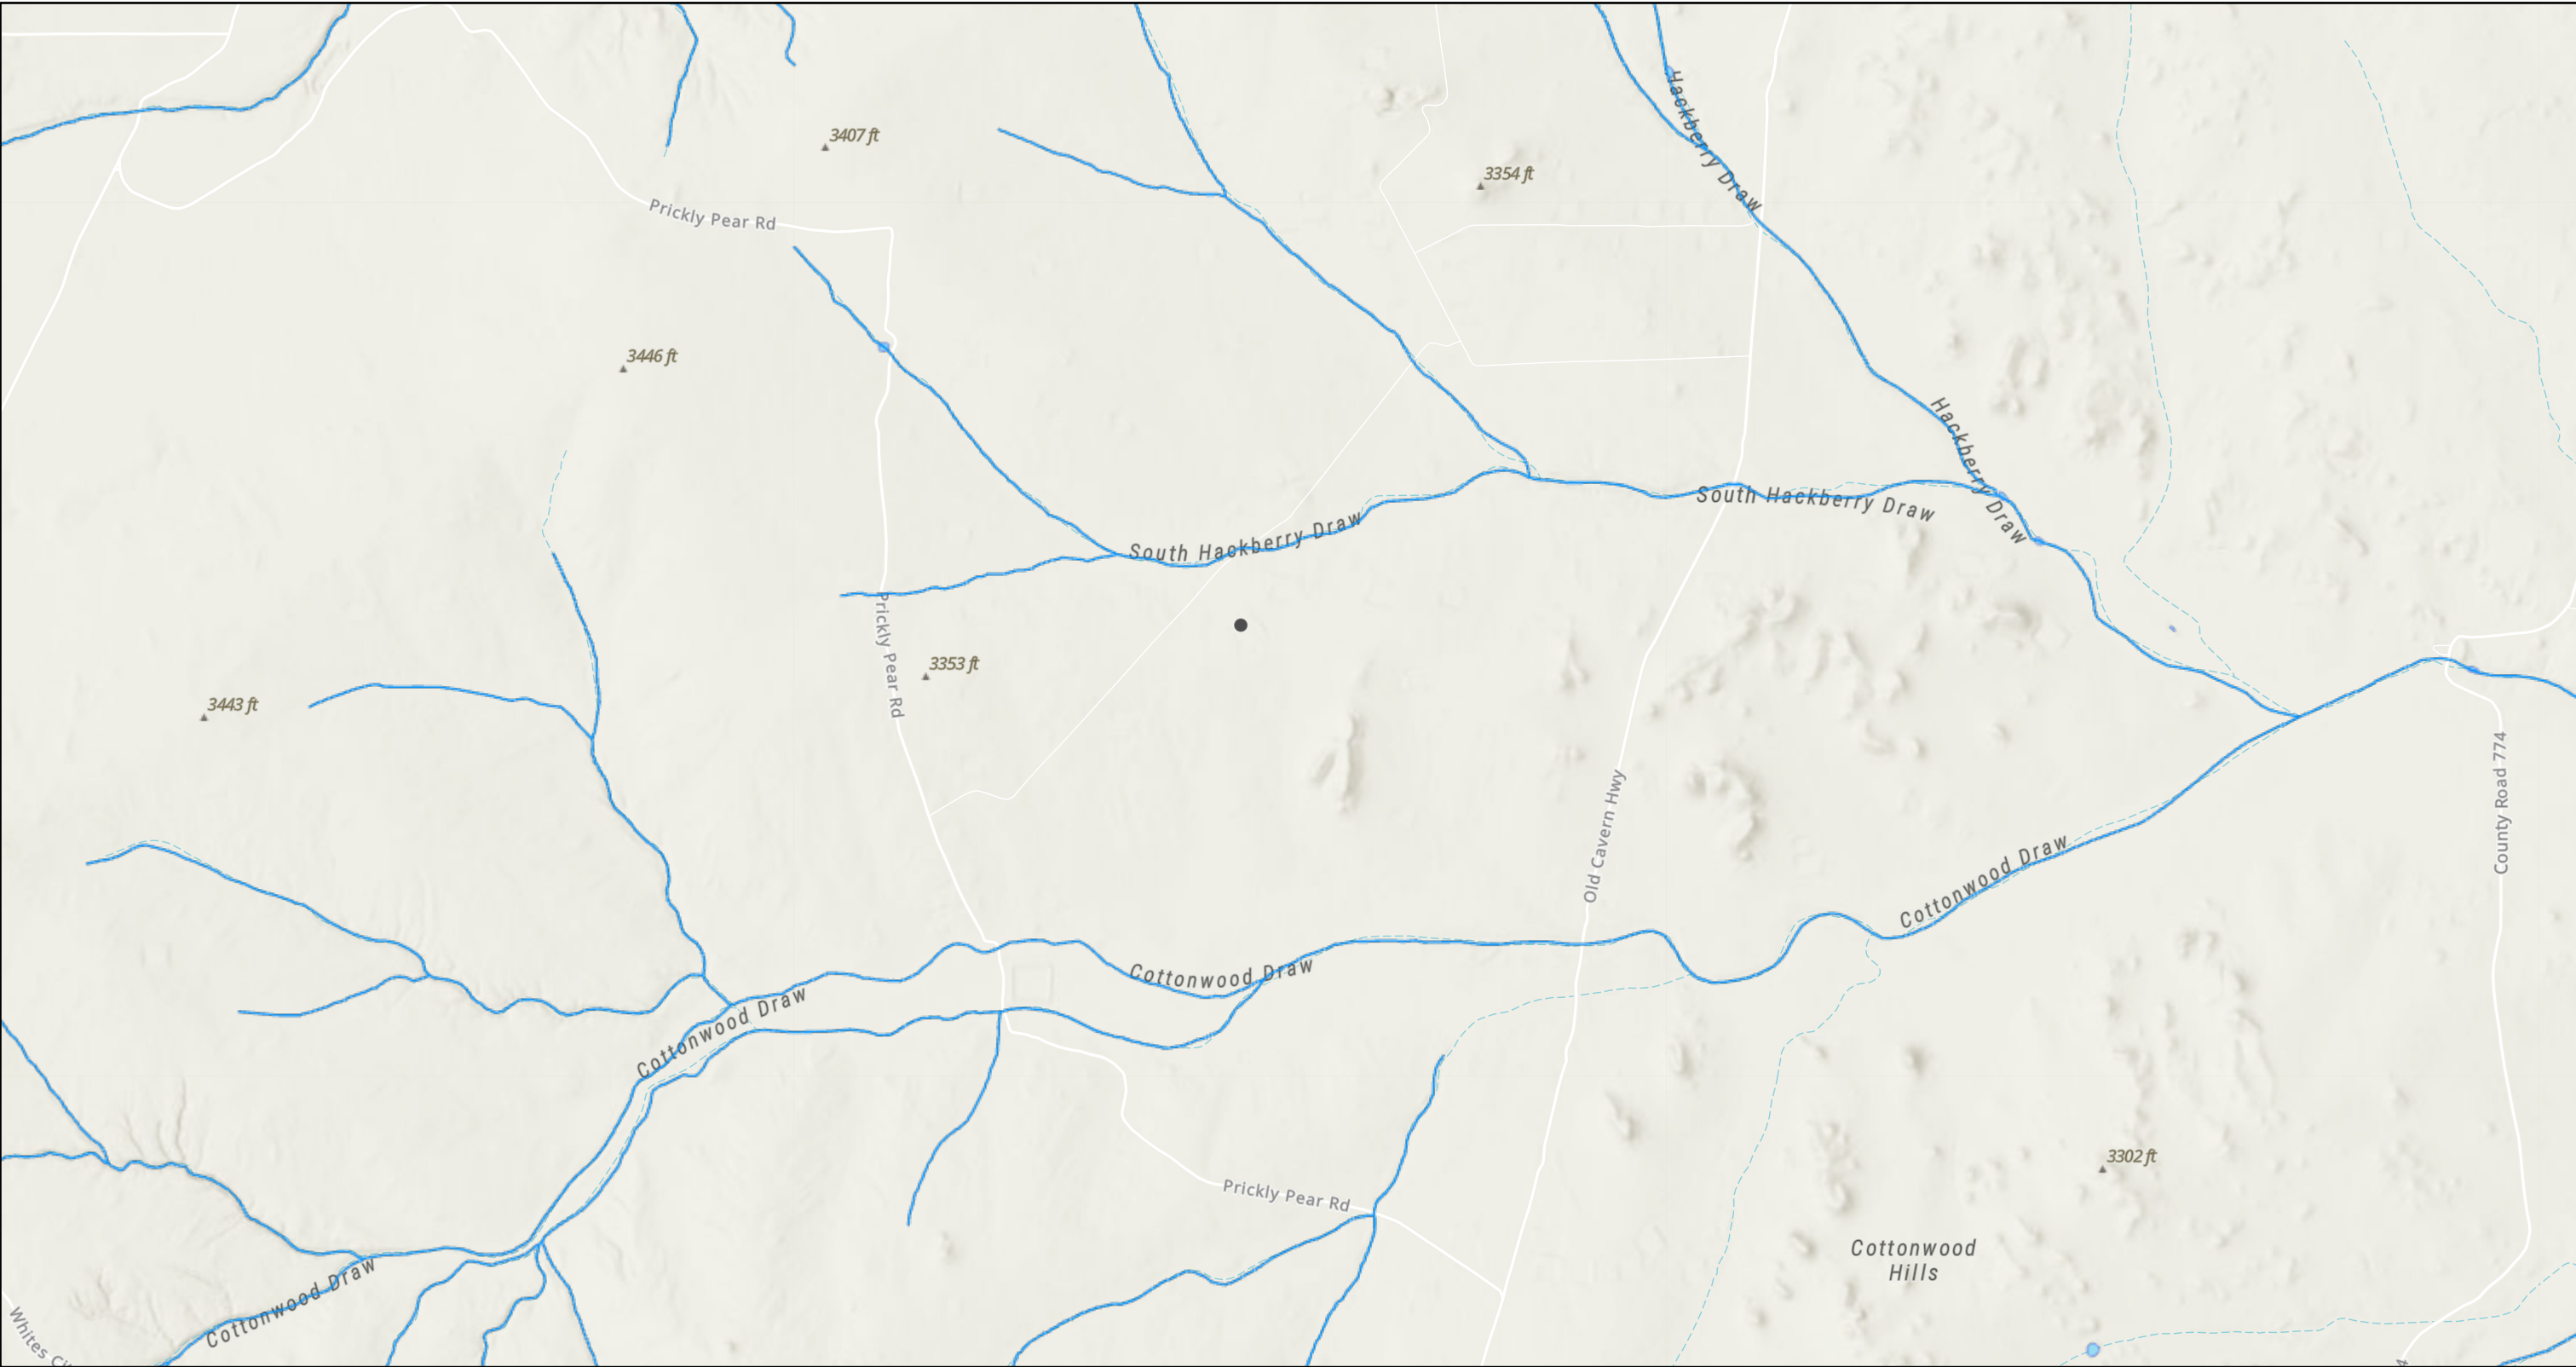 Hackberry Draw
3407 ft
3354 ft
Prickly Pear Rd
3446 ft
Hackberry Draw
South Hackberry Draw
South Hackberry Draw
Prickly Pear Rd
3353 ft
3443 ft
County Road 774
Old Cavern Hwy
Cottonwood Draw
Cottonwood Draw
Cottonwood Draw
3302 ft
Prickly Pear Rd
Cottonwood
Hills
Cottonwood Draw
Whites
4